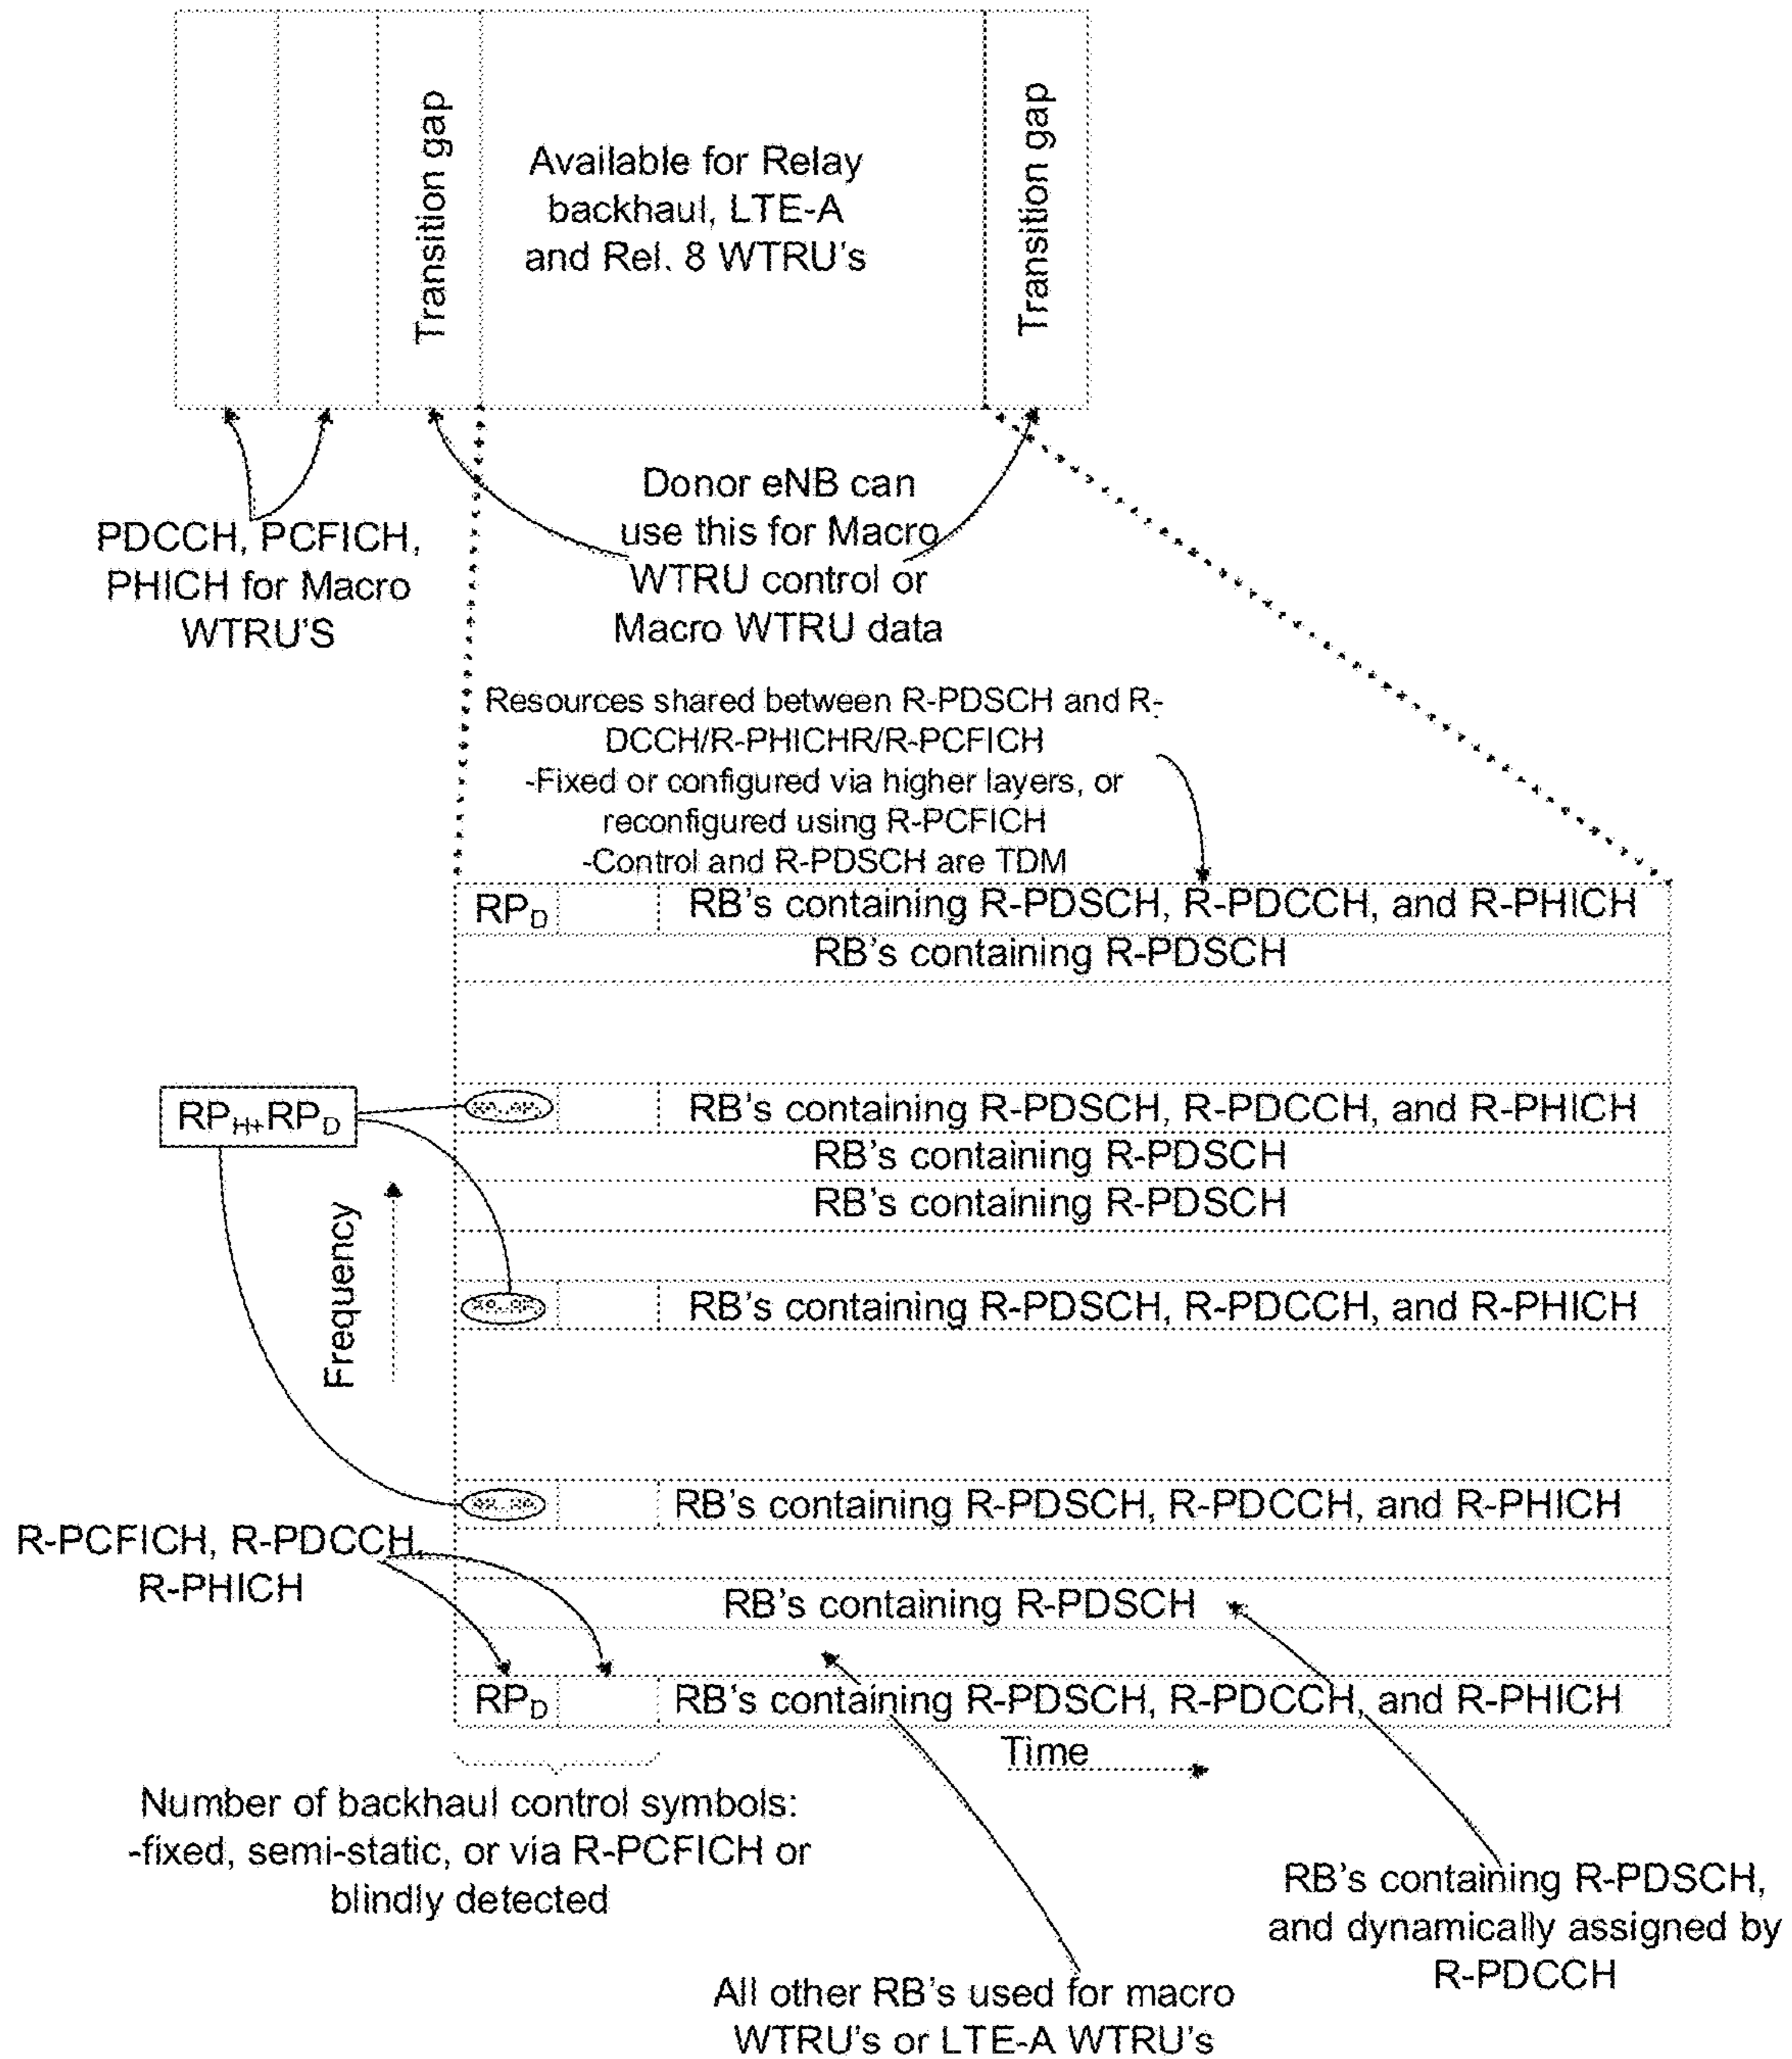 Transition gap
Available for Relay
backhaul, LTE-A
and Rel. 8 WTRU's
Transition gap
PDCCH, PCFICH,
PHICH for Macro
WTRU'S
Donor eNB can
use this for Macro
WTRU control or
Macro WTRU data
Resources shared between R-PDSCH and R-
DCCH/R-PHICHR/R-PCFICH
-Fixed or configured via higher layers, or
reconfigured using R-PCFICH
-Control and R-PDSCH are TDM
RPD RB's containing R-PDSCH, R-PDCCH, and R-PHICH
RB's containing R-PDSCH
RPH+RPD
RB's containing R-PDSCH, R-PDCCH, and R-PHICH
RB's containing R-PDSCH
RB's containing R-PDSCH
Frequency
RB's containing R-PDSCH, R-PDCCH, and R-PHICH
RB's containing R-PDSCH, R-PDCCH, and R-PHICH
R-PCFICH, R-PDCCH,
R-PHICH
RB's containing R-PDSCH
RPD RB's containing R-PDSCH, R-PDCCH, and R-PHICH
Time
Number of backhaul control symbols:
-fixed, semi-static, or via R-PCFICH or
blindly detected
RB's containing R-PDSCH,
and dynamically assigned by
R-PDCCH
All other RB's used for macro
WTRU's or LTE-A WTRU's